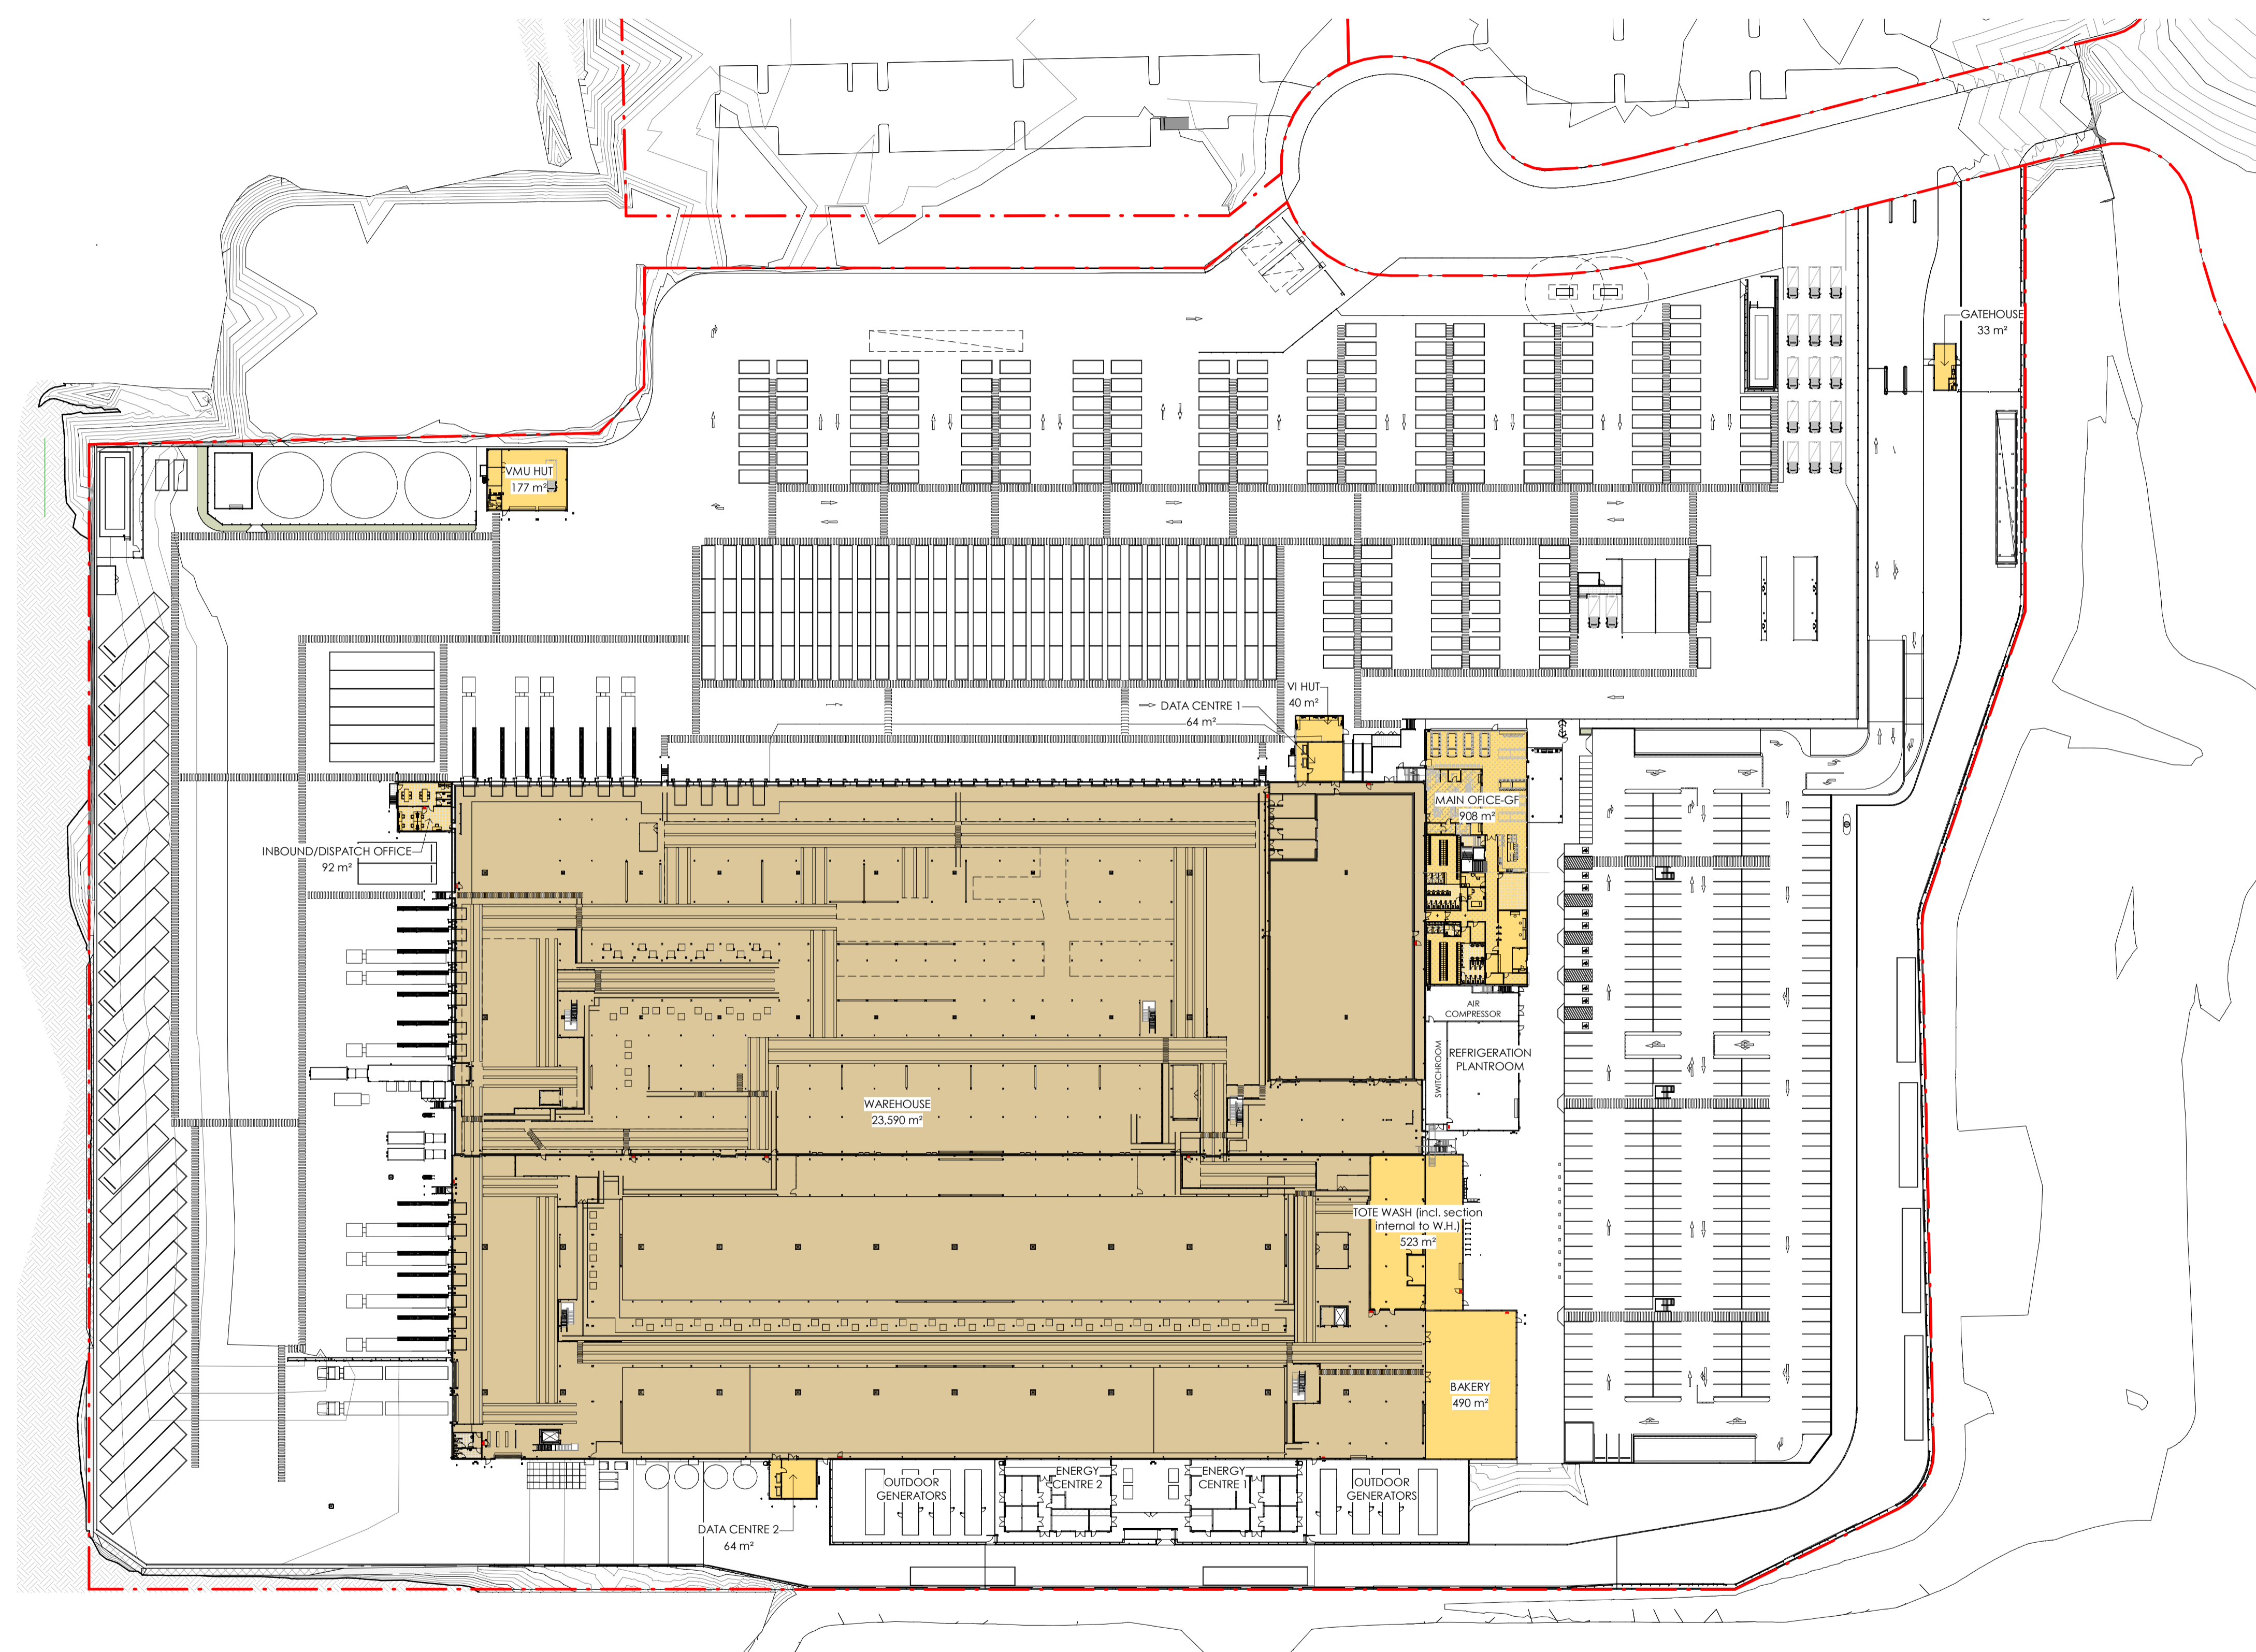 GATEHOUSE
33 m²
VMU HUT
177 m²
VI HUT
40 m²
DATA CENTRE 1
64 m²
MAIN OFICE-GF
908 m²
INBOUND/DISPATCH OFFICE
92 m²
AIR
COMPRESSOR
SWITCHROOM
REFRIGERATION
PLANTROOM
WAREHOUSE
23,590 m²
TOTE WASH (incl. section
internal to W.H.)
523 m²
BAKERY
490 m²
OUTDOOR
GENERATORS
ENERGY
CENTRE 2
ENERGY
CENTRE 1
OUTDOOR
GENERATORS
DATA CENTRE 2
64 m²